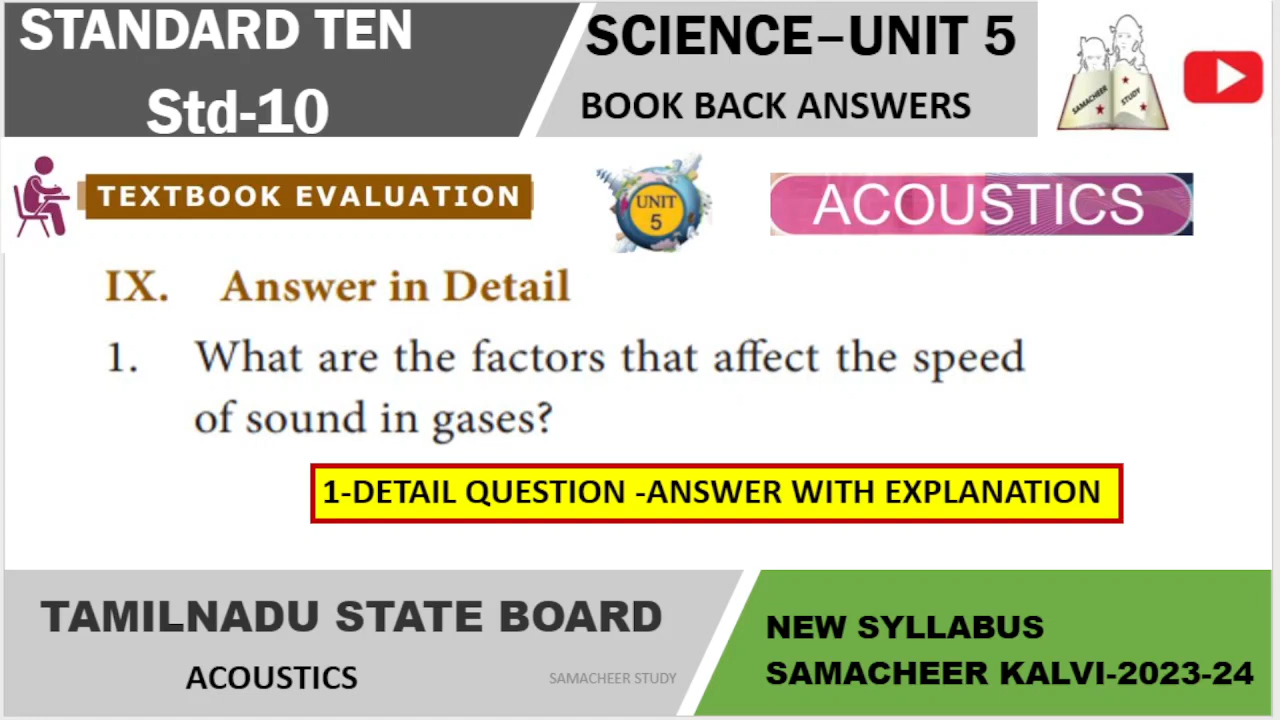 STANDARD TEN
Std-10
SCIENCE–UNIT 5
BOOK BACK ANSWERS
SAMACHEER STUDY
TEXTBOOK EVALUATION
UNIT
5
ACOUSTICS
IX. Answer in Detail
1. What are the factors that affect the speed
of sound in gases?
1-DETAIL QUESTION -ANSWER WITH EXPLANATION
TAMILNADU STATE BOARD
ACOUSTICS
SAMACHEER STUDY
NEW SYLLABUS
SAMACHEER KALVI-2023-24